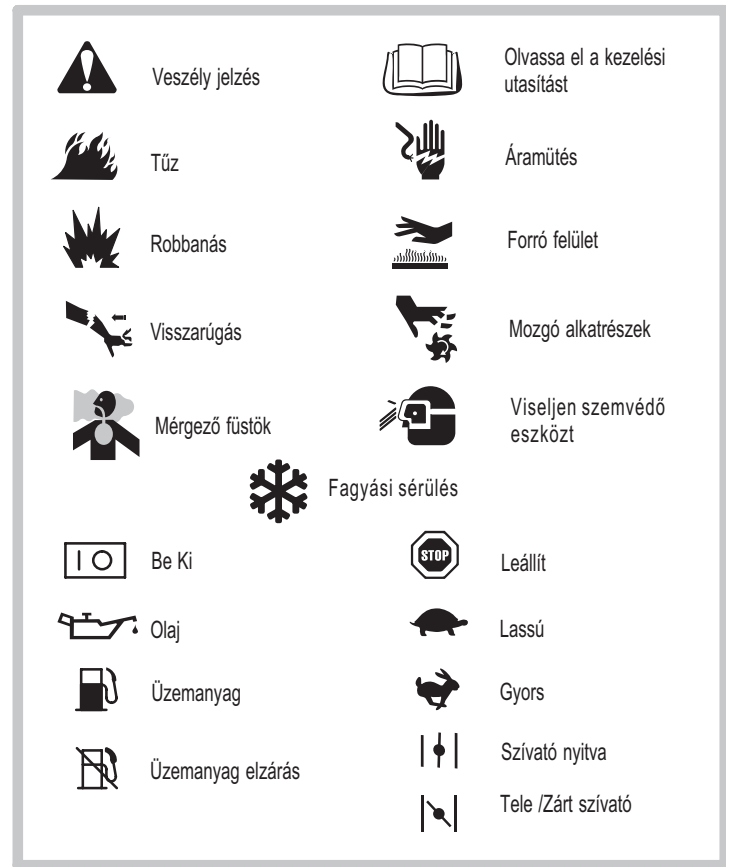 Veszély jelzés
Olvassa el a kezelési
utasítást
Tűz
Áramütés
Robbanás
Forró felület
Visszarúgás
Mozgó alkatrészek
Mérgező füstök
Viseljen szemvédő
eszközt
Fagyási sérülés
Be Ki
STOP
Leállít
Olaj
Lassú
Üzemanyag
Gyors
Szívató nyitva
Üzemanyag elzárás
Tele /Zárt szívató